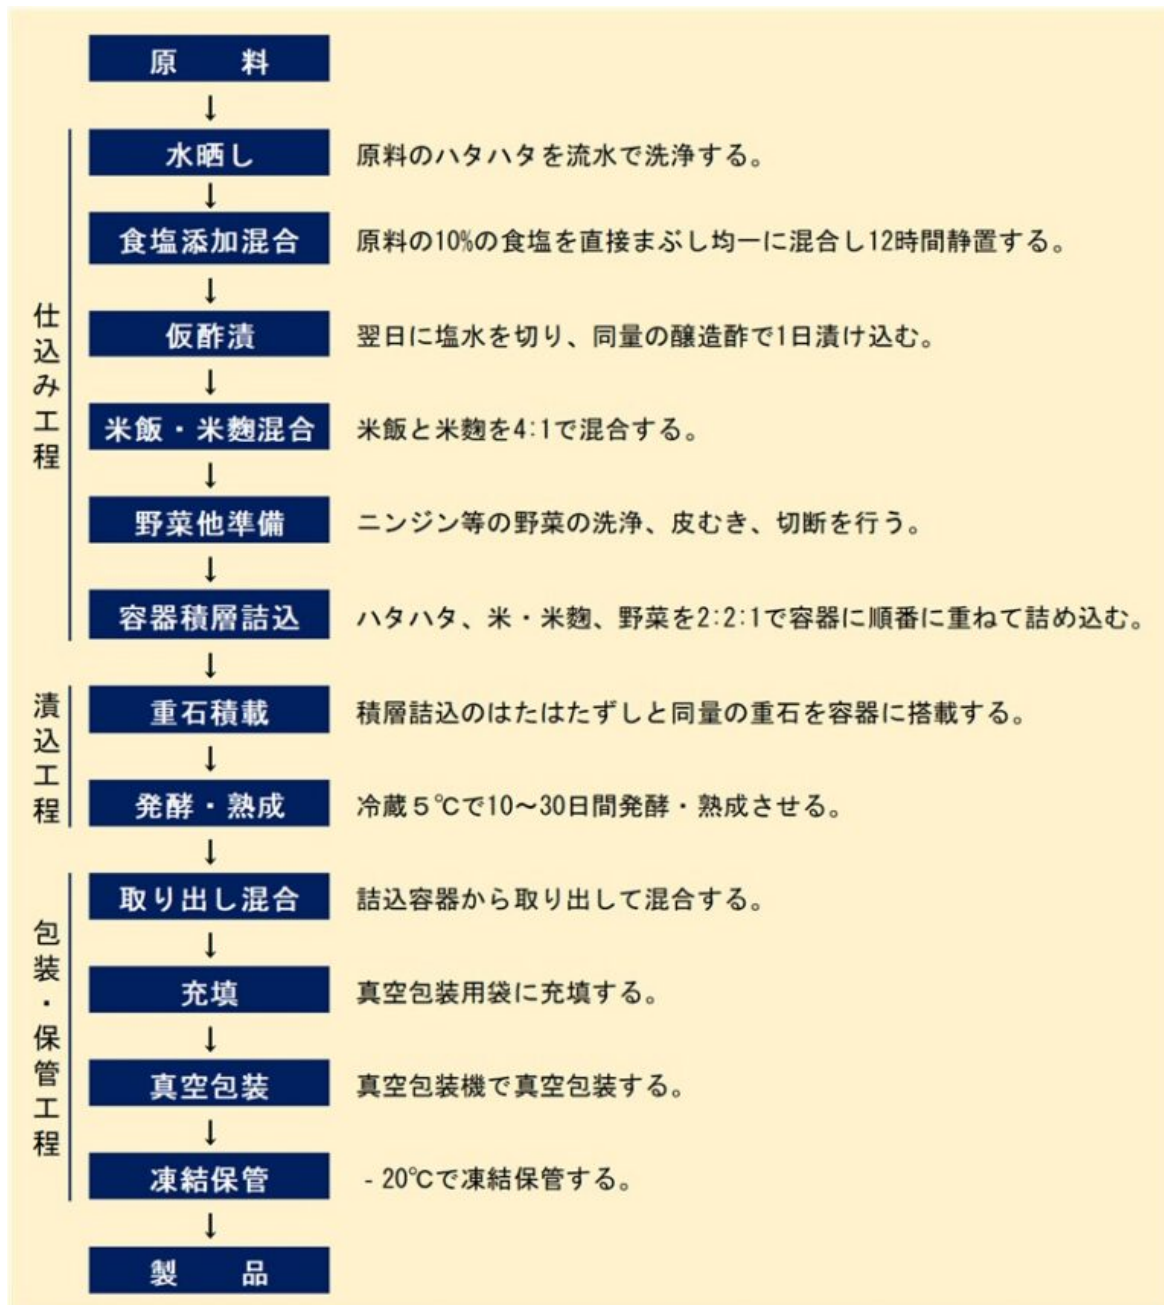 原　料
↓
水晒し　原料のハタハタを流水で洗浄する。
↓
食塩添加混合　原料の10%の食塩を直接まぶし均一に混合し12時間静置する。
↓
仮酢漬　翌日に塩水を切り、同量の醸造酢で1日漬け込む。
↓
米飯・米麴混合　米飯と米麴を4:1で混合する。
↓
野菜他準備　ニンジン等の野菜の洗浄、皮むき、切断を行う。
↓
容器積層詰込　ハタハタ、米・米麴、野菜を2:2:1で容器に順番に重ねて詰め込む。
仕込み工程
↓
重石積載　積層詰込のはたはたずしと同量の重石を容器に搭載する。
↓
発酵・熟成　冷蔵５℃で10～30日間発酵・熟成させる。
漬込工程
↓
取り出し混合　詰込容器から取り出して混合する。
↓
充填　真空包装用袋に充填する。
↓
真空包装　真空包装機で真空包装する。
↓
凍結保管　- 20℃で凍結保管する。
包装・保管工程
↓
製　品